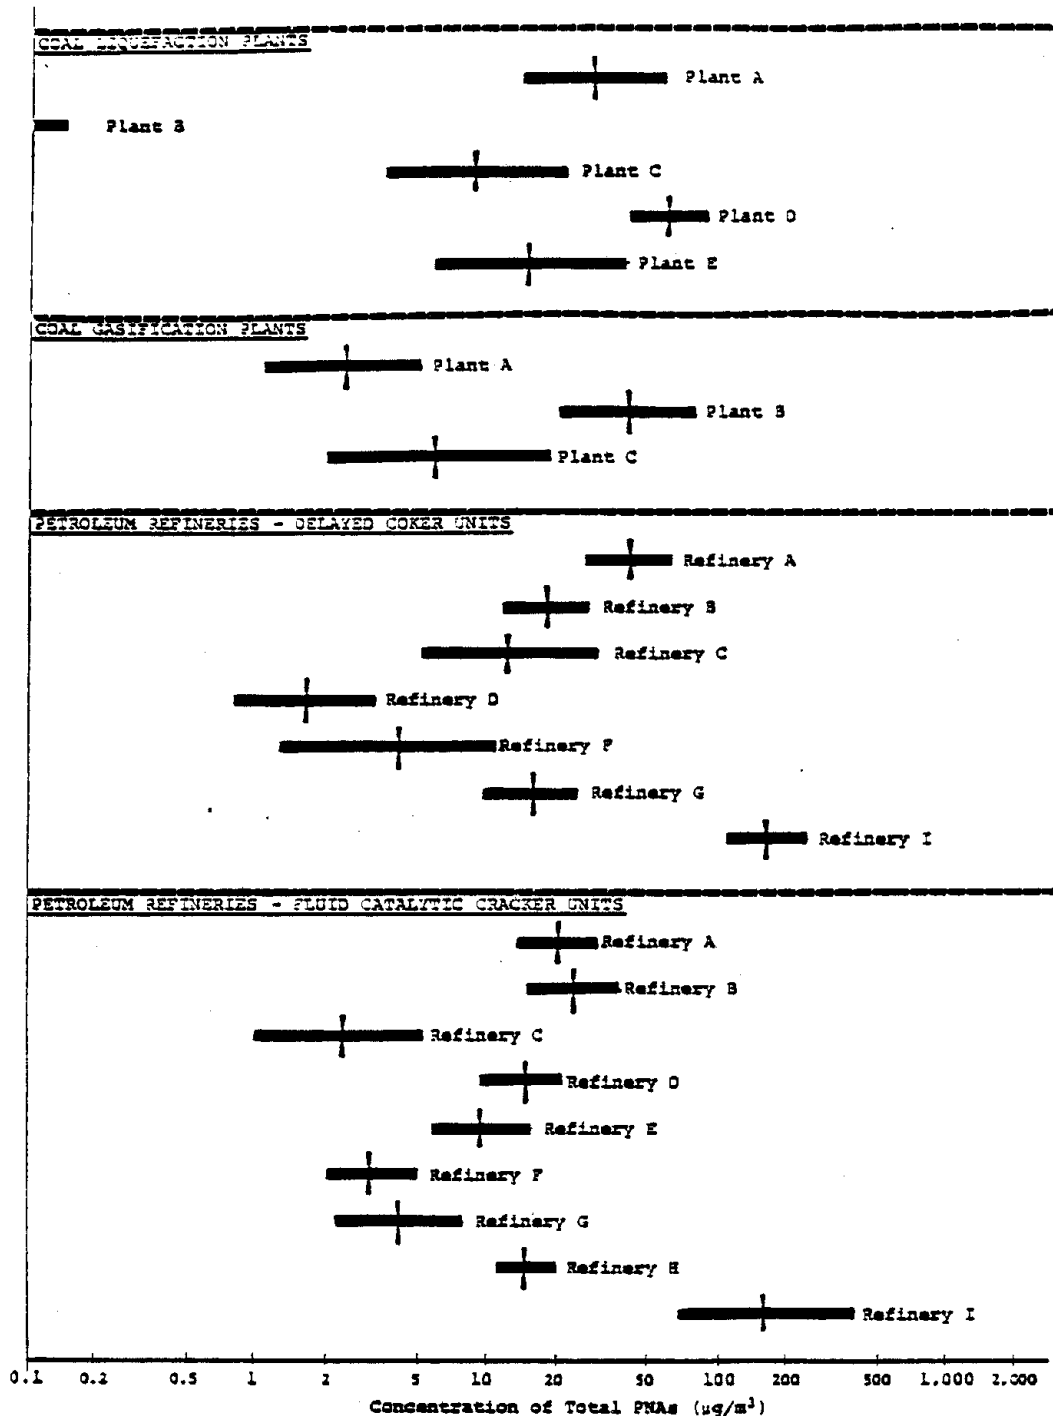 COAL LIQUEFACTION PLANTS
Plant A
Plant B
Plant C
Plant D
Plant E
COAL GASIFICATION PLANTS
Plant A
Plant B
Plant C
PETROLEUM REFINERIES - DELAYED COKER UNITS
Refinery A
Refinery B
Refinery C
Refinery D
Refinery F
Refinery G
Refinery I
PETROLEUM REFINERIES - FLUID CATALYTIC CRACKER UNITS
Refinery A
Refinery B
Refinery C
Refinery D
Refinery E
Refinery F
Refinery G
Refinery H
Refinery I
0.1 0.2 0.5 1 2 5 10 20 50 100 200 500 1,000 2,000
Concentration of Total PNAs (µg/m³)